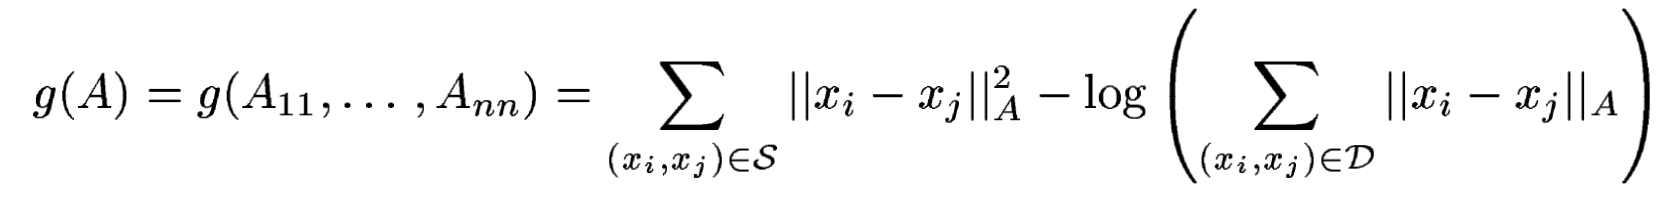 g(A) = g(A_{11}, \ldots, A_{nn}) = \sum_{(x_i,x_j)\in\mathcal{S}} ||x_i - x_j||_A^2 - \log\left(\sum_{(x_i,x_j)\in\mathcal{D}} ||x_i - x_j||_A\right)